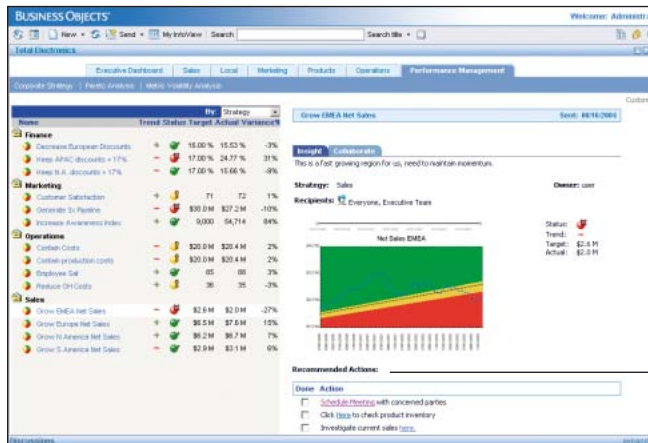 BUSINESS OBJECTS
Welcome: Administra
New Send My InfoView Search Search title
Total Electronics
Executive Dashboard Sales Local Marketing Products Operations Performance Management
Corporate Strategy | Pareto Analysis | Metric Volatility Analysis
Custom
By: Strategy
Name Trend Status Target Actual Variance%
Finance
Decrease European Discounts + 16.00 % 15.53 % -3%
Keep APAC discounts < 17% - 17.00 % 24.77 % 31%
Keep N.A. discounts < 17% + 17.00 % 15.66 % -9%
Marketing
Customer Satisfaction + 71 72 1%
Generate 3x Pipeline - $30.0 M $27.2 M -10%
Increase Awareness Index + 9,000 54,714 84%
Operations
Contain Costs - $20.0 M $20.4 M 2%
Contain production costs - $20.0 M $20.4 M 2%
Employee Sat + 85 88 3%
Reduce OH Costs + 36 35 -3%
Sales
Grow EMEA Net Sales - $2.6 M $2.0 M -27%
Grow Europe Net Sales + $6.5 M $7.6 M 15%
Grow N America Net Sales + $6.2 M $6.7 M 7%
Grow S America Net Sales - $2.9 M $3.1 M 6%
Grow EMEA Net Sales Sent: 08/16/2004
Insight Collaborate
This is a fast growing region for us, need to maintain momentum.
Strategy: Sales Owner: user
Recipients: Everyone, Executive Team
Net Sales EMEA
Status:
Trend: -
Target: $2.6 M
Actual: $2.0 M
Recommended Actions:
Done Action
Schedule Meeting with concerned parties
Click Here to check product inventory
Investigate current sales here.
Discussions